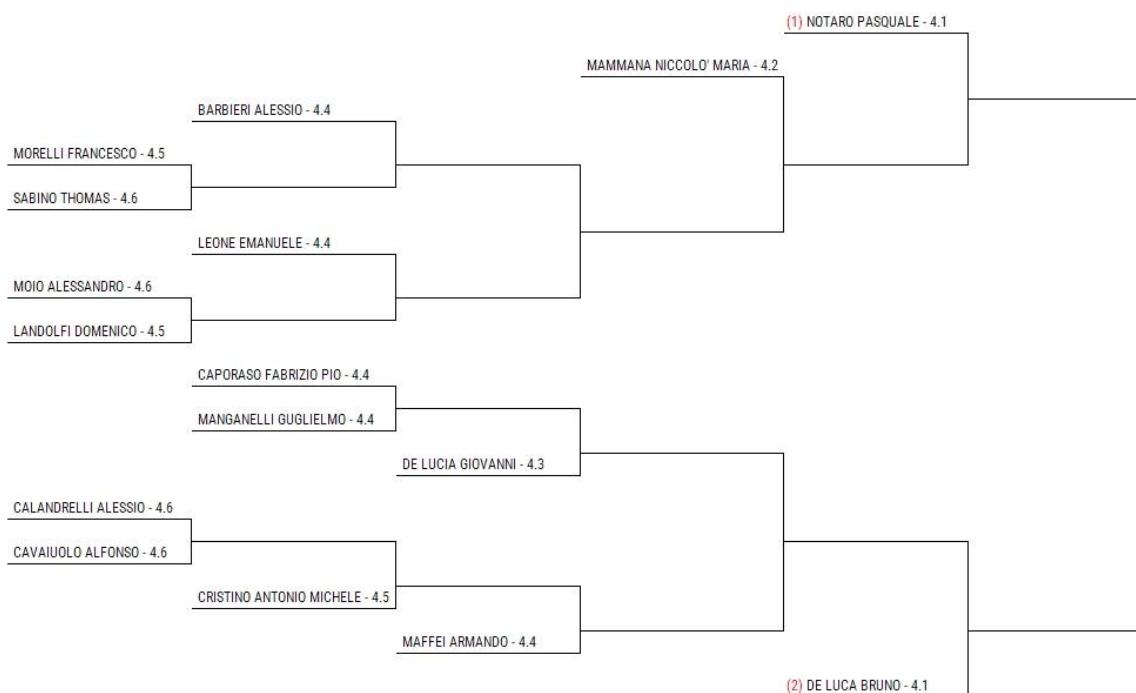 (1) NOTARO PASQUALE - 4.1
MAMMANA NICCOLO' MARIA - 4.2
BARBIERI ALESSIO - 4.4
MORELLI FRANCESCO - 4.5
SABINO THOMAS - 4.6
LEONE EMANUELE - 4.4
MOIO ALESSANDRO - 4.6
LANDOLFI DOMENICO - 4.5
CAPORASO FABRIZIO PIO - 4.4
MANGANELLI GUGLIELMO - 4.4
DE LUCIA GIOVANNI - 4.3
CALANDRELLI ALESSIO - 4.6
CAVAIUOLO ALFONSO - 4.6
CRISTINO ANTONIO MICHELE - 4.5
MAFFEI ARMANDO - 4.4
(2) DE LUCA BRUNO - 4.1